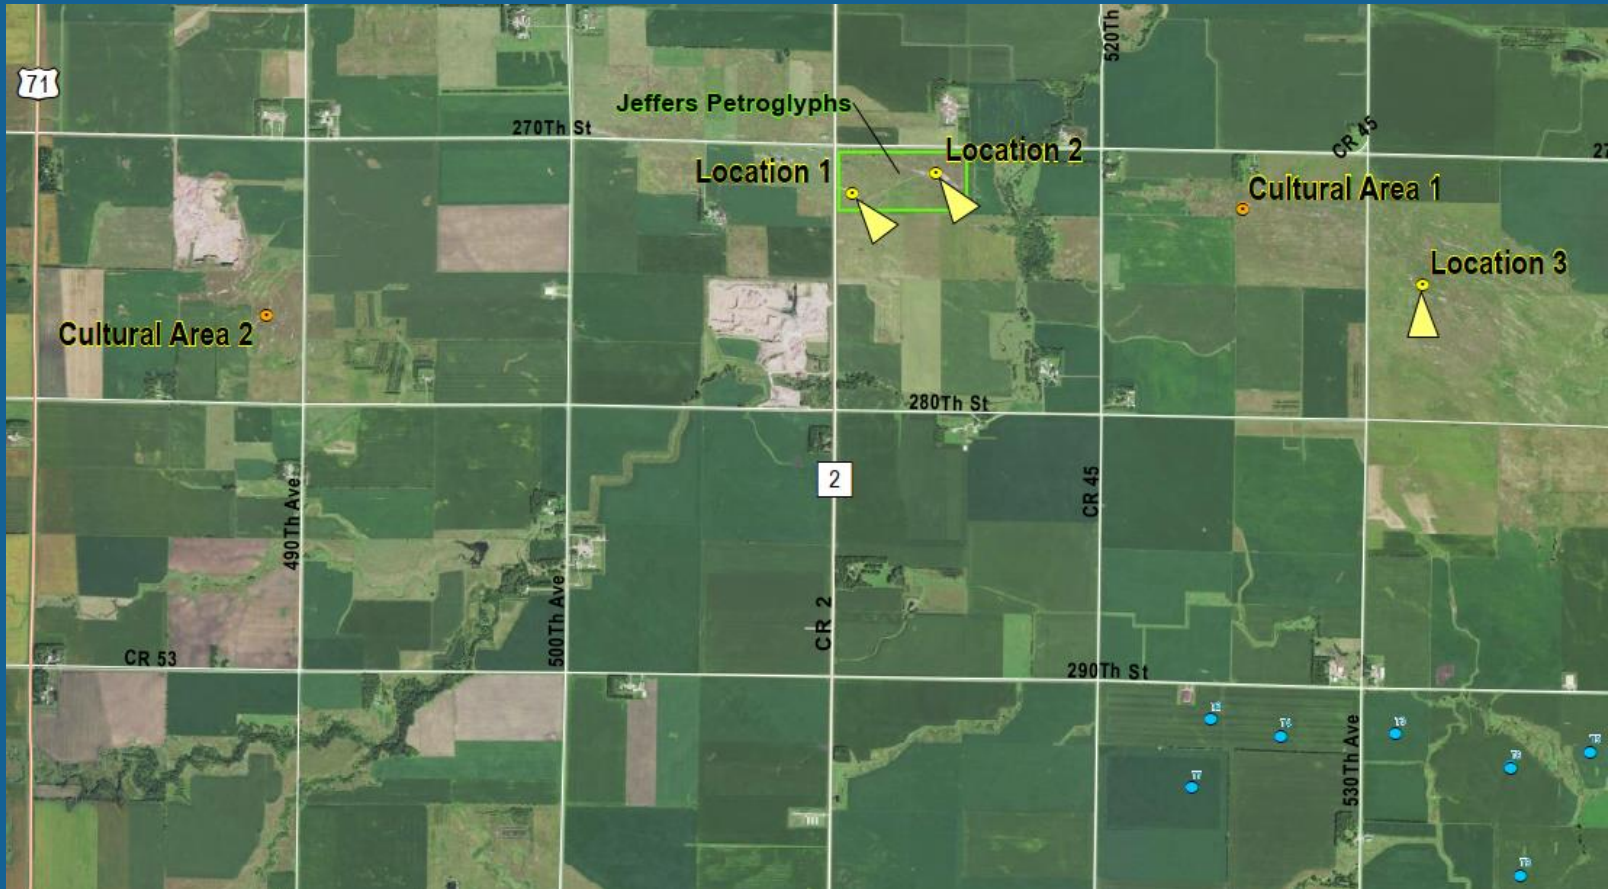 520Th
71
Jeffers Petroglyphs
270Th St
CR 45
27
Location 1
Location 2
Cultural Area 1
Location 3
Cultural Area 2
280Th St
2
CR 45
490Th Ave
500Th Ave
CR 2
CR 53
290Th St
530Th Ave